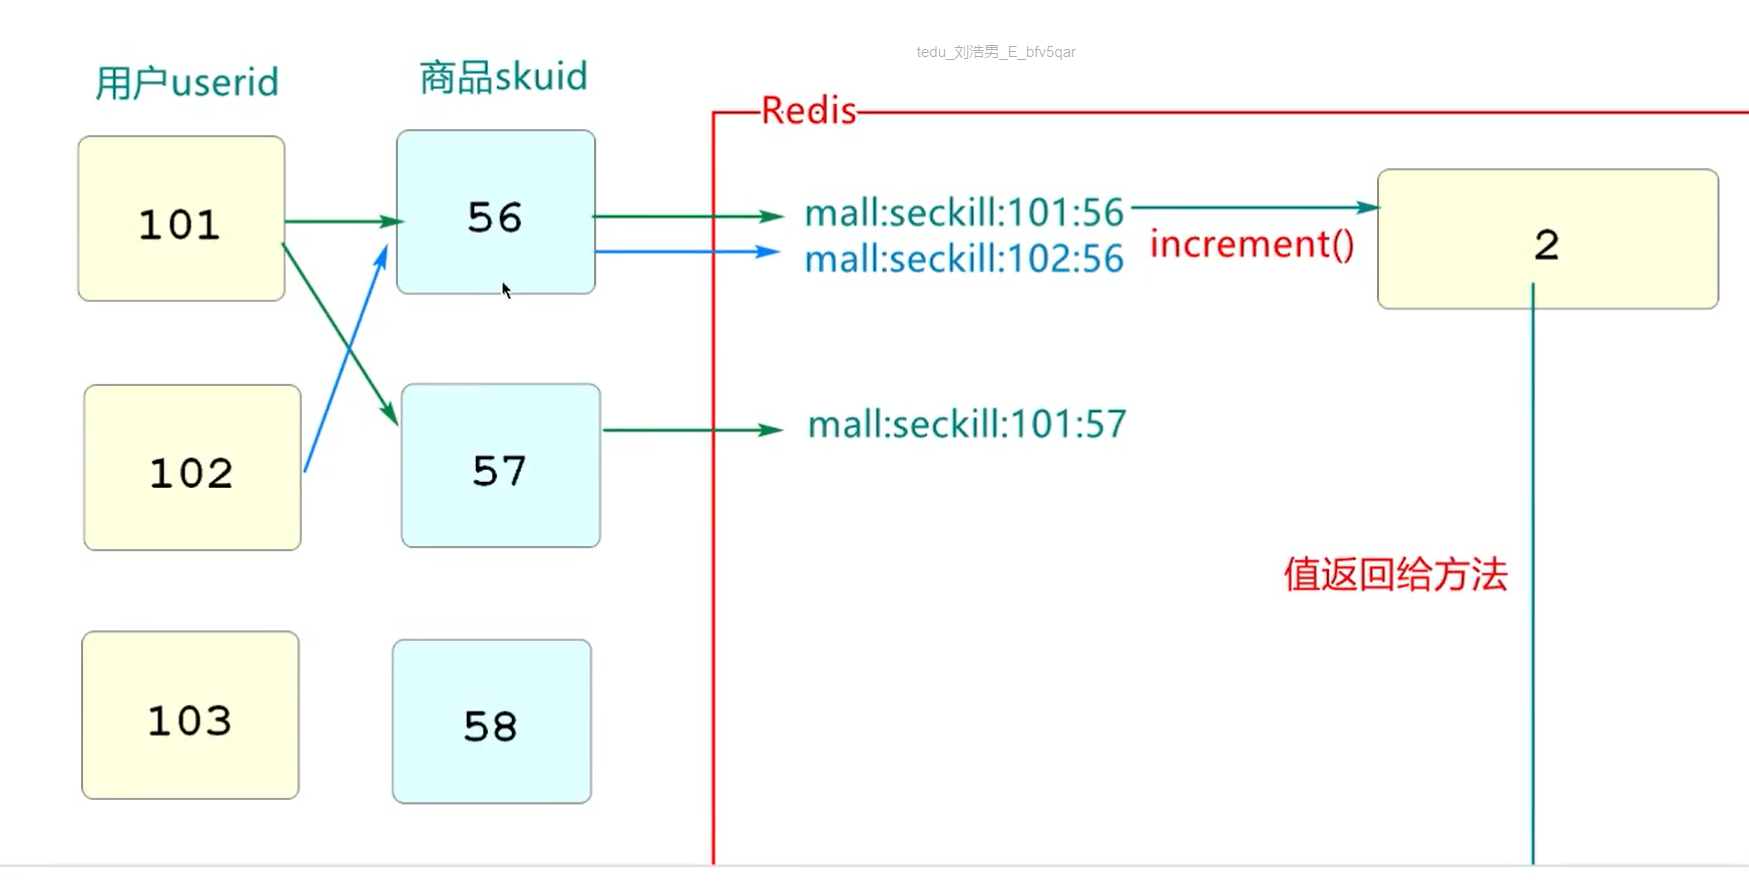 tedu_刘浩男_E_bfv5qar
用户userid
商品skuid
Redis
101
56
mall:seckill:101:56
mall:seckill:102:56
increment()
2
102
57
mall:seckill:101:57
值返回给方法
103
58